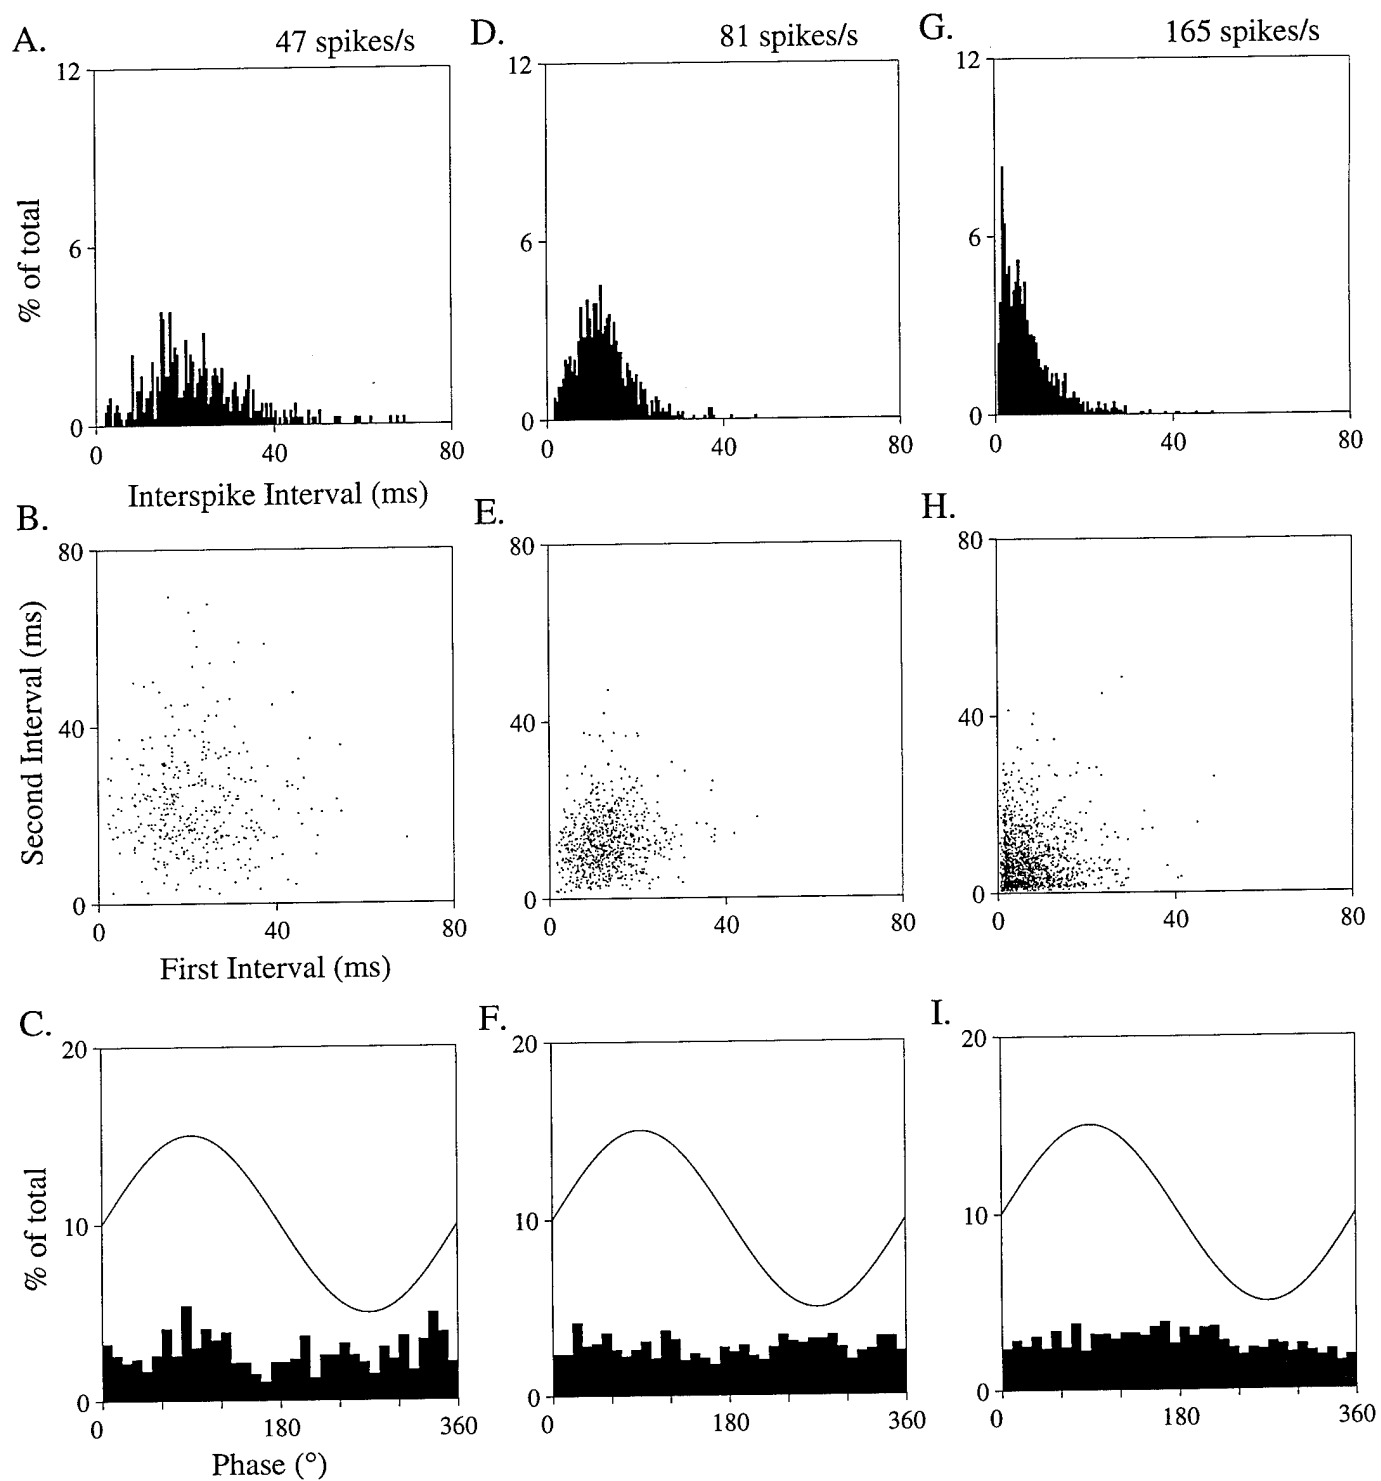 A. 47 spikes/s D. 81 spikes/s G. 165 spikes/s
12 12 12
% of total
6 6 6
0 0 0
0 40 80 0 40 80 0 40 80
Interspike Interval (ms)
B. E. H.
80 80 80
Second Interval (ms)
40 40 40
0 0 0
0 40 80 0 40 80 0 40 80
First Interval (ms)
C. F. I.
20 20 20
% of total
10 10 10
0 0 0
0 180 360 0 180 360 0 180 360
Phase (°)